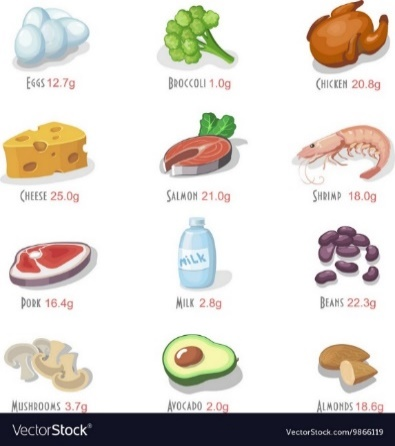 EGGS 12.7g BROCCOLI 1.0g CHICKEN 20.8g
CHEESE 25.0g SALMON 21.0g SHRIMP 18.0g
MiLK
PORK 16.4g MILK 2.8g BEANS 22.3g
MUSHROOMS 3.7g AVOCADO 2.0g ALMONDS 18.6g
VectorStock® VectorStock.com/9866119